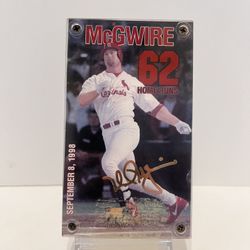 McGWIRE
62
HOME RUNS
Cardinals
SEPTEMBER 8, 1998